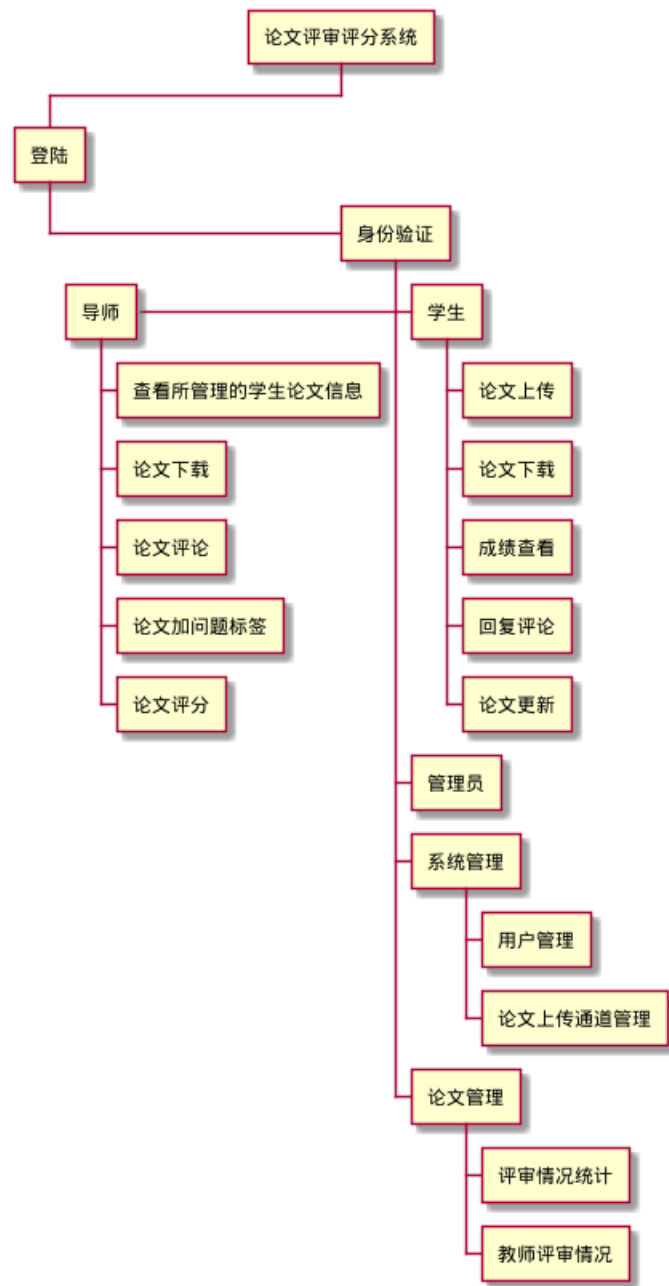 论文评审评分系统
登陆
身份验证
导师
查看所管理的学生论文信息
论文下载
论文评论
论文加问题标签
论文评分
学生
论文上传
论文下载
成绩查看
回复评论
论文更新
管理员
系统管理
用户管理
论文上传通道管理
论文管理
评审情况统计
教师评审情况